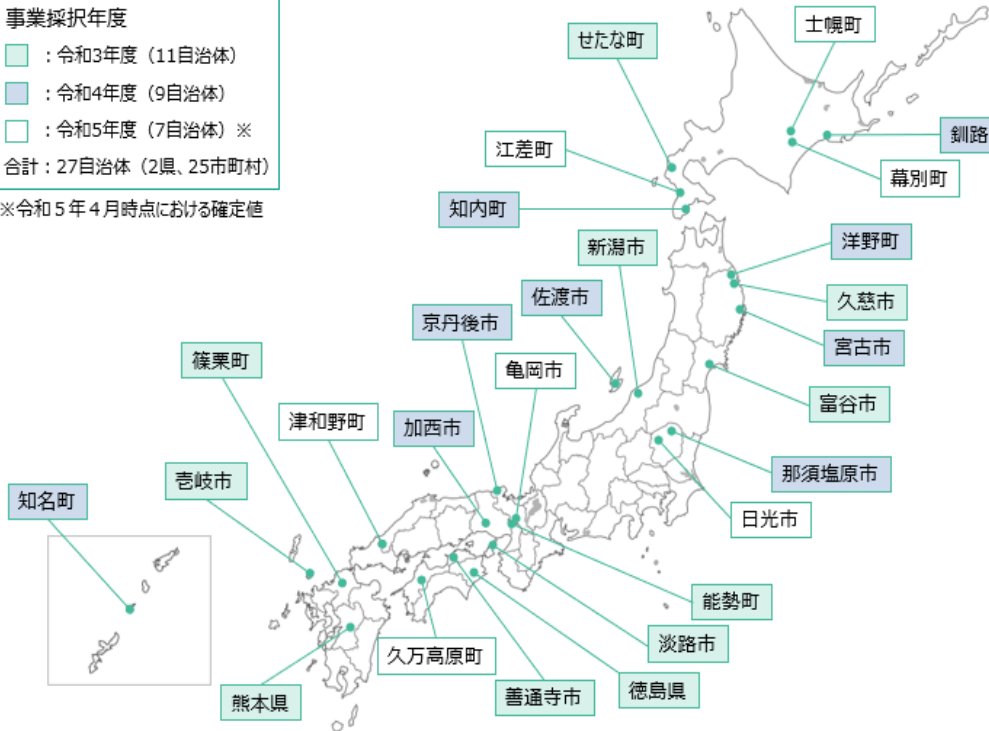 事業採択年度
：令和3年度（11自治体）
：令和4年度（9自治体）
：令和5年度（7自治体）※
合計：27自治体（2県、25市町村）
※令和５年４月時点における確定値
せたな町
士幌町
釧路
江差町
幕別町
知内町
新潟市
洋野町
佐渡市
久慈市
京丹後市
宮古市
篠栗町
亀岡市
富谷市
津和野町
加西市
壱岐市
那須塩原市
知名町
日光市
能勢町
淡路市
久万高原町
徳島県
善通寺市
熊本県